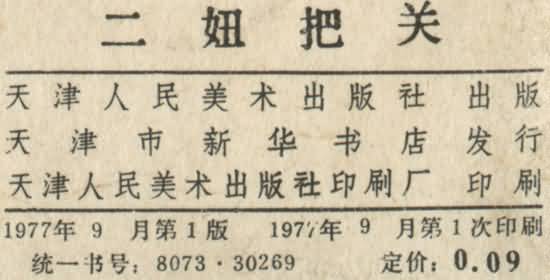 二妞把关
天津人民美术出版社 出版
天津市新华书店发行
天津人民美术出版社印刷厂 印刷
1977年 9 月第1版 1977年 9 月第1次印刷
统一书号：8073·30269 定价：0.09